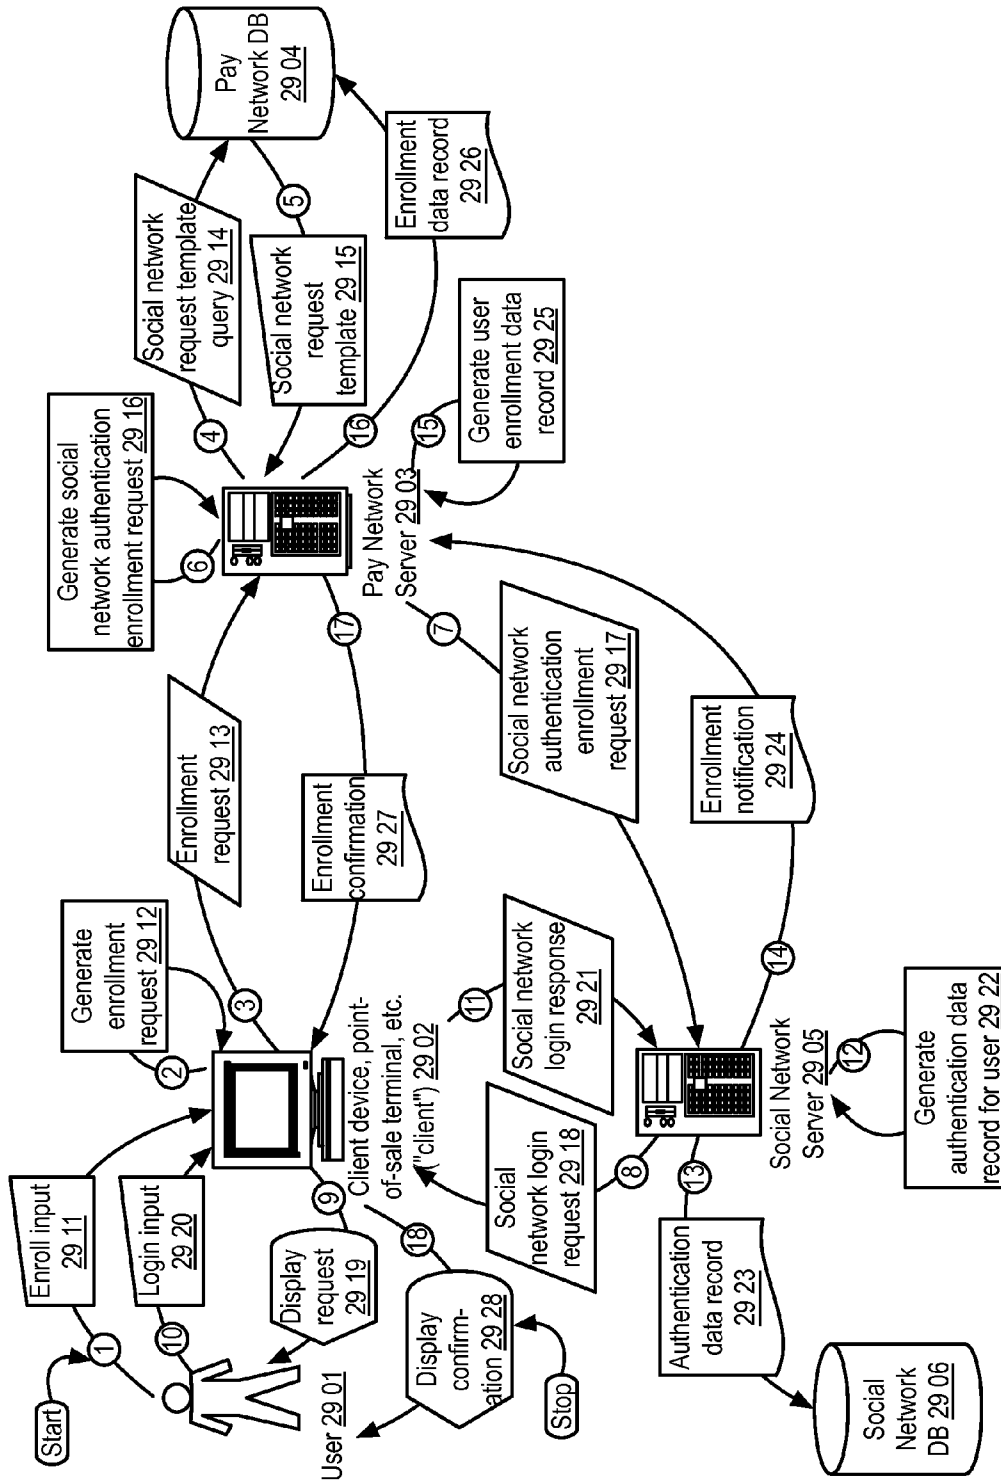 Start
1
Enroll input
29 11
10
Login input
29 20
User 29 01
Display
request
29 19
9
Display
confirm-
ation 29 28
18
Stop
2
Generate
enrollment
request 29 12
3
Client device, point-
of-sale terminal, etc.
("client") 29 02
Enrollment
request 29 13
Enrollment
confirmation
29 27
17
Generate social
network authentication
enrollment request 29 16
6
Pay Network
Server 29 03
4
Social network
request template
query 29 14
5
Social network
request
template 29 15
Pay
Network DB
29 04
16
Enrollment
data record
29 26
15
Generate user
enrollment data
record 29 25
7
Social network
authentication
enrollment
request 29 17
8
Social
network login
request 29 18
11
Social network
login response
29 21
Social Network
Server 29 05
12
Generate
authentication data
record for user 29 22
13
Authentication
data record
29 23
Social
Network
DB 29 06
14
Enrollment
notification
29 24